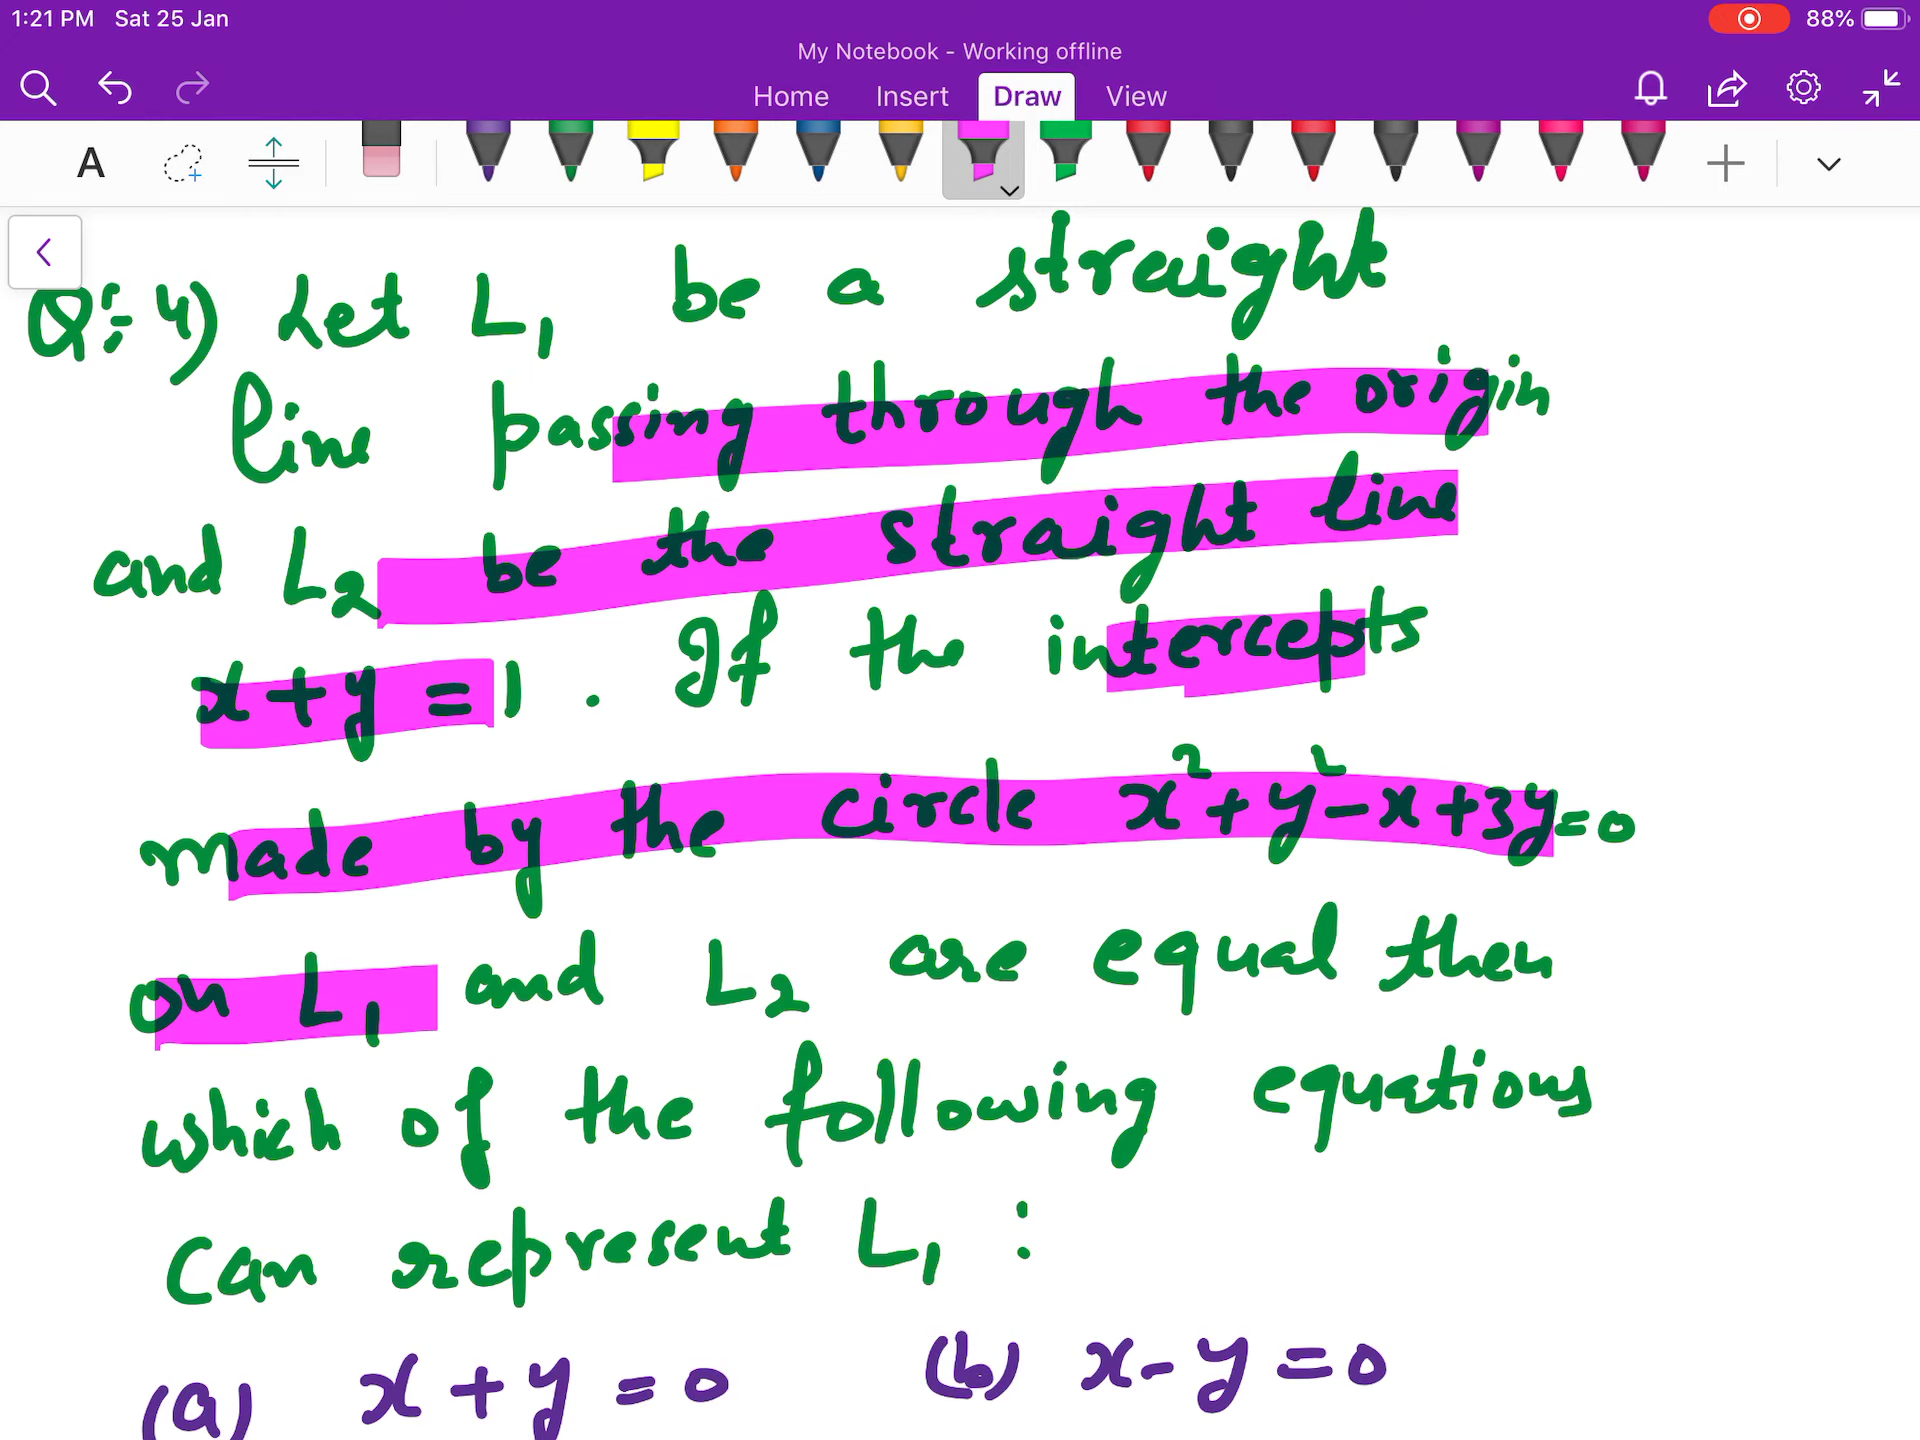 1:21 PM Sat 25 Jan 88%
My Notebook - Working offline
Home Insert Draw View
A
Q:- 4) Let L₁ be a straight
line passing through the origin
and L₂ be the straight line
x+y=1. If the intercepts
made by the circle x²+y²-x+3y=0
on L₁ and L₂ are equal then
which of the following equations
can represent L₁ :
(a) x+y=0 (b) x-y=0